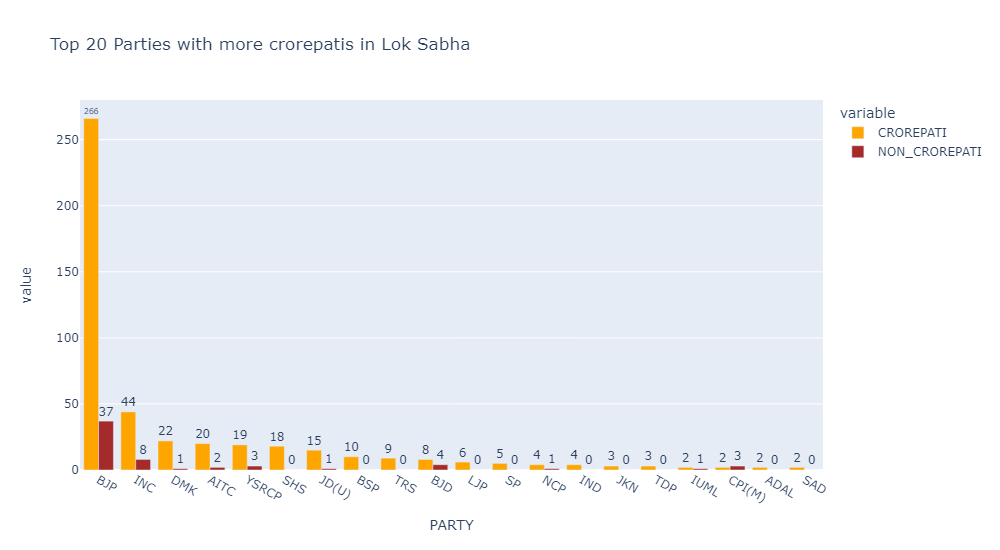 Top 20 Parties with more crorepatis in Lok Sabha
variable
CROREPATI
NON_CROREPATI
value
250
200
150
100
50
0
266 37 44 8 22 1 20 2 19 3 18 0 15 1 10 0 9 0 8 4 6 0 5 0 4 1 4 0 3 0 3 0 2 1 2 3 2 0 2 0
BJP INC DMK AITC YSRCP SHS JD(U) BSP TRS BJD LJP SP NCP IND JKN TDP IUML CPI(M) ADAL SAD
PARTY